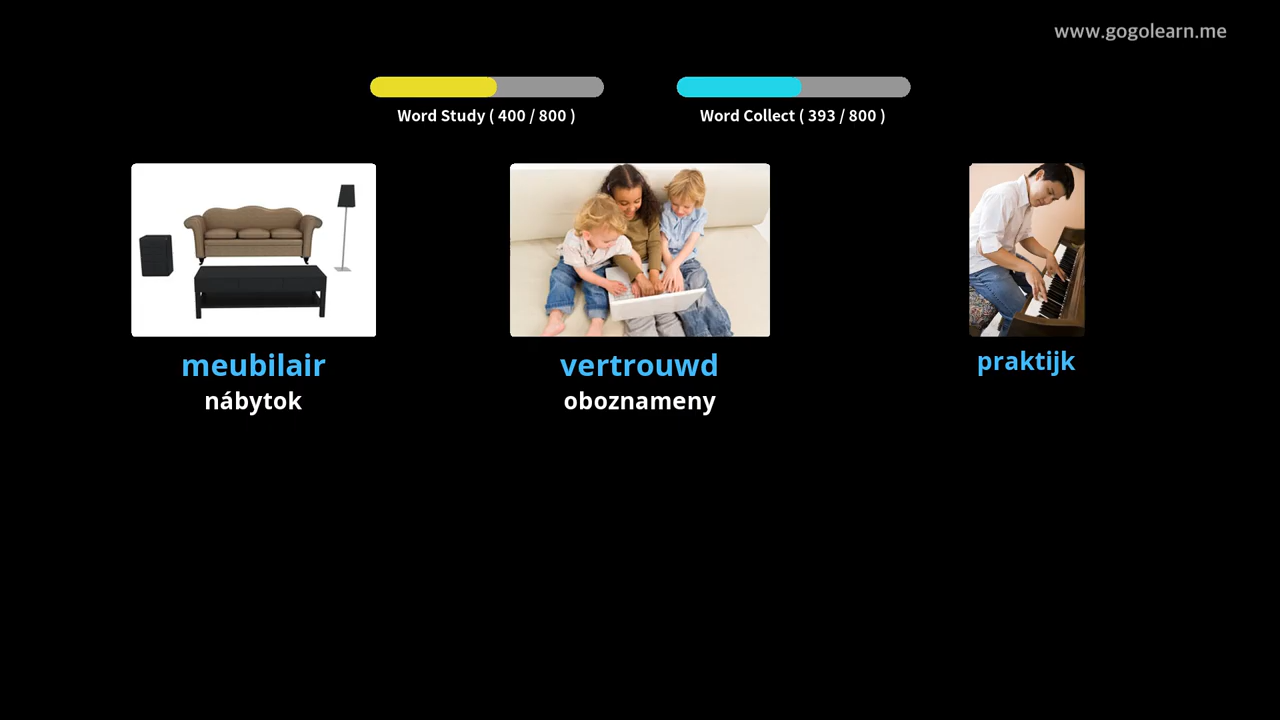 www.gogolearn.me
Word Study ( 400 / 800 )
Word Collect ( 393 / 800 )
meubilair
nábytok
vertrouwd
oboznameny
praktijk